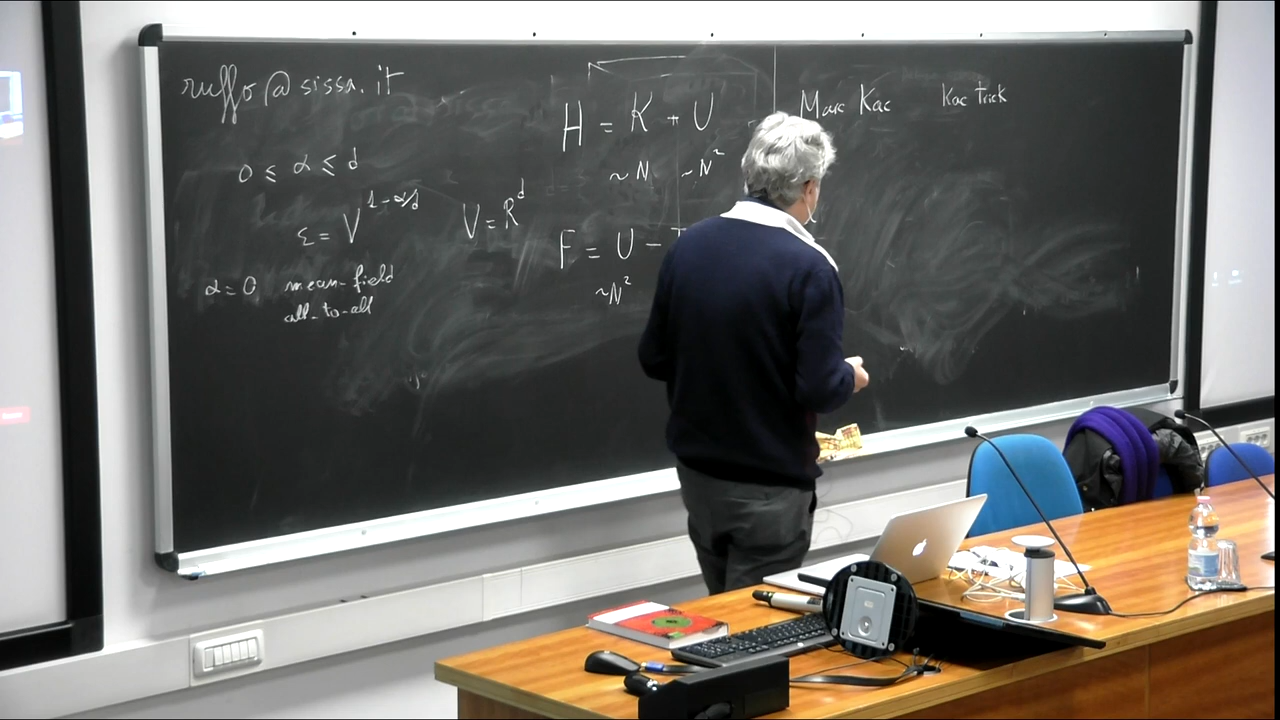 ruffo@sissa.it
0 ≤ α ≤ d
ε = V^{1-α/d}
V = R^d
α = 0 mean-field
all-to-all
H = K + U
~N ~N²
F = U -
~N²
Marc Kac
Kac trick